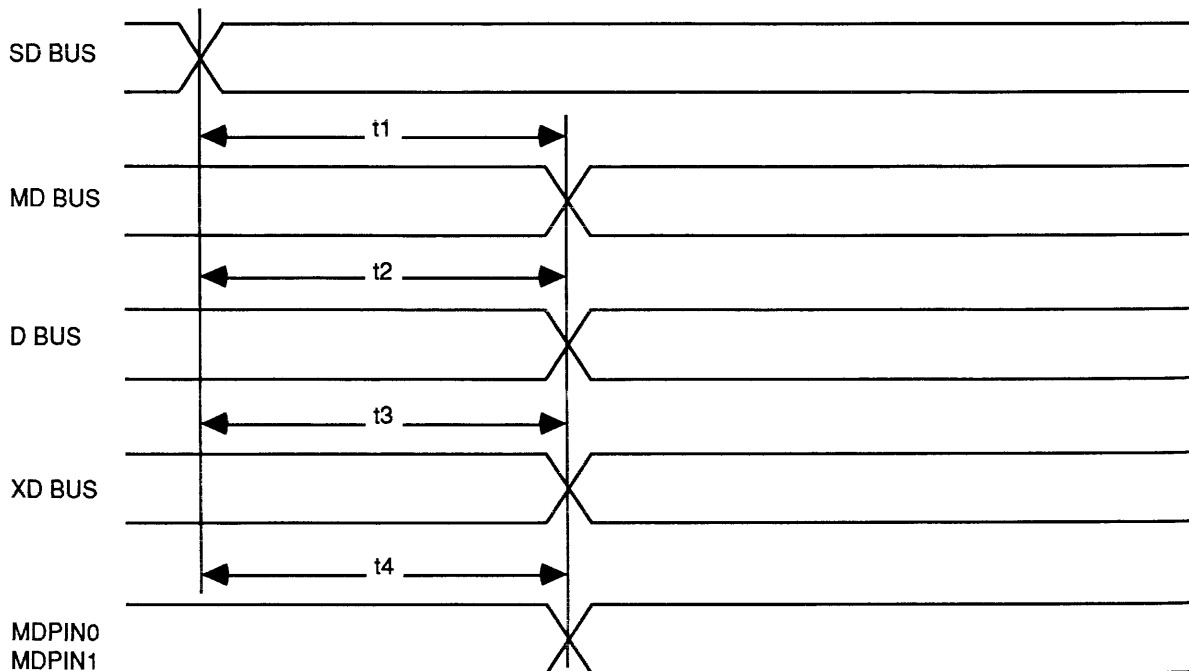 SD BUS
t1
MD BUS
t2
D BUS
t3
XD BUS
t4
MDPIN0
MDPIN1